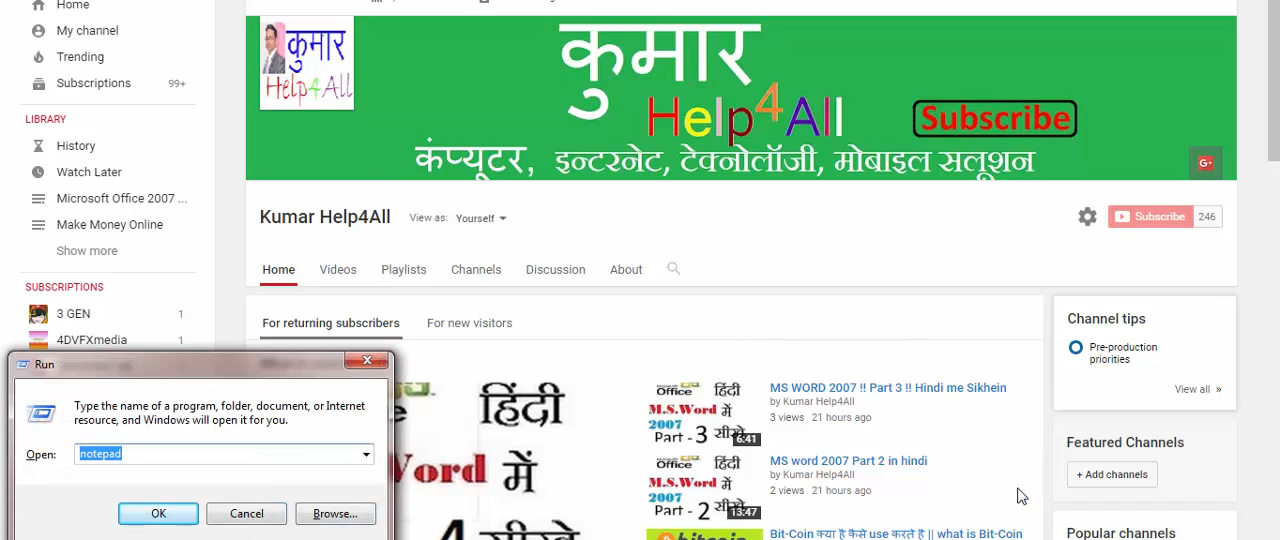 Home
My channel
Trending
Subscriptions 99+
LIBRARY
History
Watch Later
Microsoft Office 2007 ...
Make Money Online
Show more
SUBSCRIPTIONS
3 GEN 1
4DVFXmedia 1
कुमार
Help4All
कुमार
Help4All
Subscribe
कंप्यूटर, इन्टरनेट, टेक्नोलॉजी, मोबाइल सलूशन
G+
Kumar Help4All View as: Yourself
Subscribe 246
Home Videos Playlists Channels Discussion About
For returning subscribers For new visitors
हिंदी
Word में
4 सीखे
Office हिंदी
M.S.Word में
2007 सीखे
Part - 3 6:41
MS WORD 2007 !! Part 3 !! Hindi me Sikhein
by Kumar Help4All
3 views 21 hours ago
Office हिंदी
M.S.Word में
2007 सीखे
Part - 2 13:47
MS word 2007 Part 2 in hindi
by Kumar Help4All
2 views 21 hours ago
bitcoin
Bit-Coin क्या है कैसे use करते है || what is Bit-Coin
Channel tips
Pre-production
priorities
View all »
Featured Channels
+ Add channels
Popular channels
Run
Type the name of a program, folder, document, or Internet
resource, and Windows will open it for you.
Open: notepad
OK Cancel Browse...